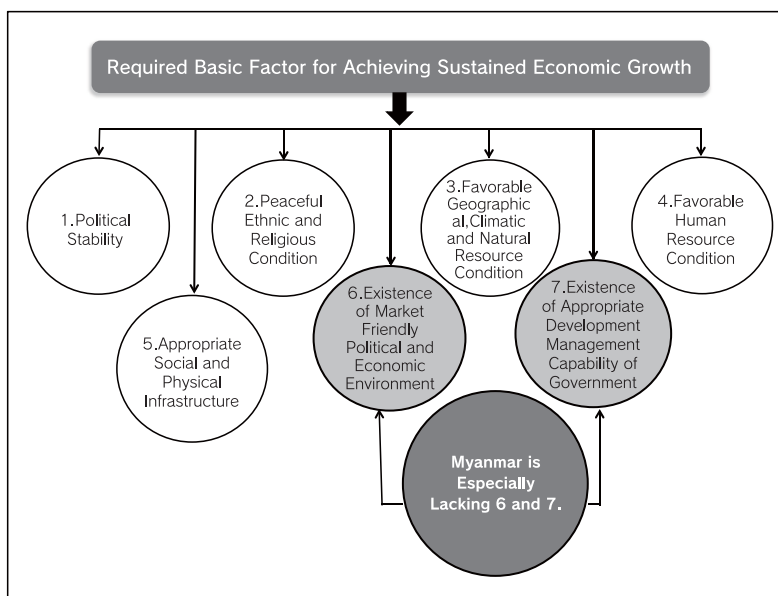 Required Basic Factor for Achieving Sustained Economic Growth
1.Political
Stability
2.Peaceful
Ethnic and
Religious
Condition
3.Favorable
Geographic
al,Climatic
and Natural
Resource
Condition
4.Favorable
Human
Resource
Condition
5.Appropriate
Social and
Physical
Infrastructure
6.Existence
of Market
Friendly
Political and
Economic
Environment
7.Existence
of Appropriate
Development
Management
Capability of
Government
Myanmar is
Especially
Lacking 6 and 7.